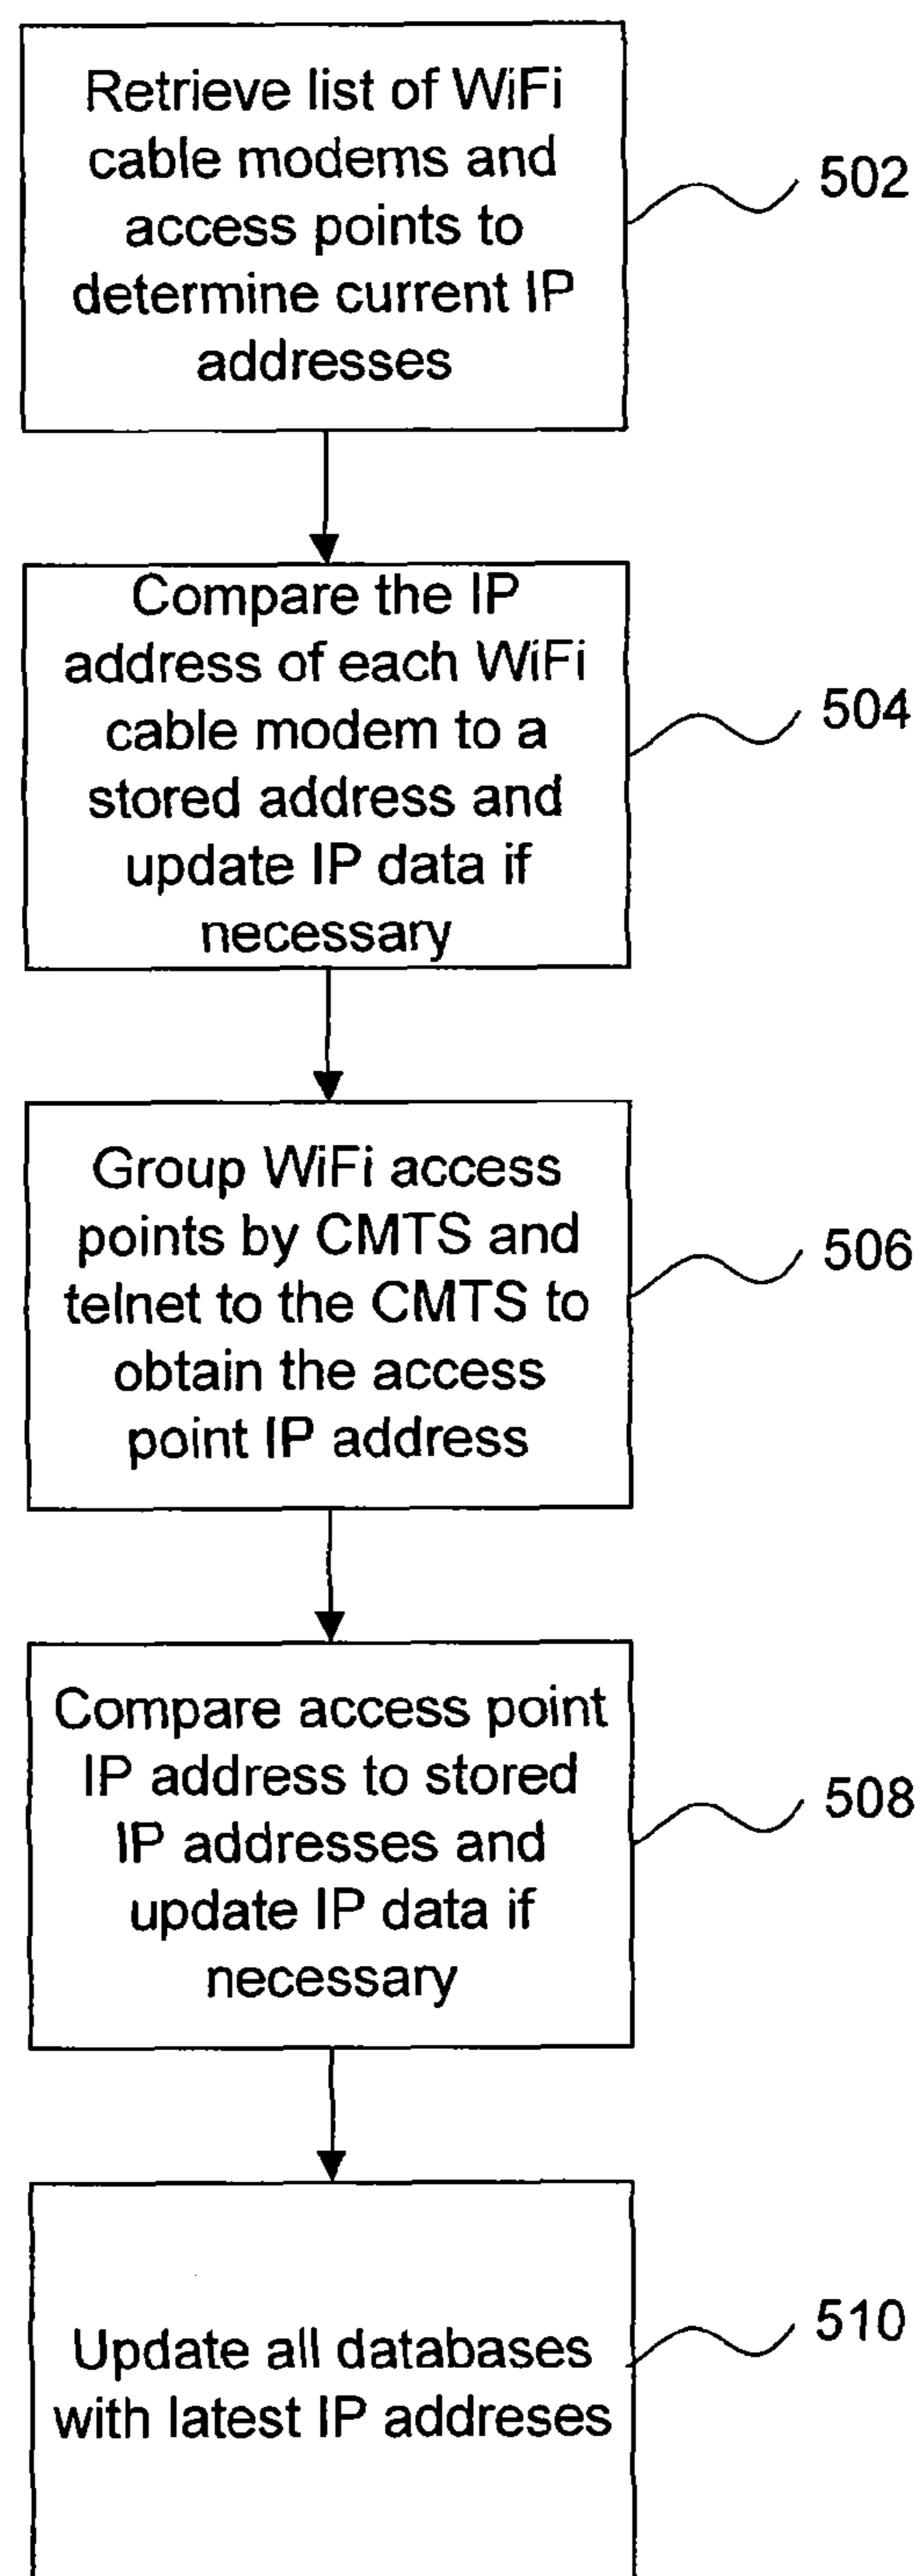 Retrieve list of WiFi
cable modems and
access points to
determine current IP
addresses
502
Compare the IP
address of each WiFi
cable modem to a
stored address and
update IP data if
necessary
504
Group WiFi access
points by CMTS and
telnet to the CMTS to
obtain the access
point IP address
506
Compare access point
IP address to stored
IP addresses and
update IP data if
necessary
508
Update all databases
with latest IP addreses
510